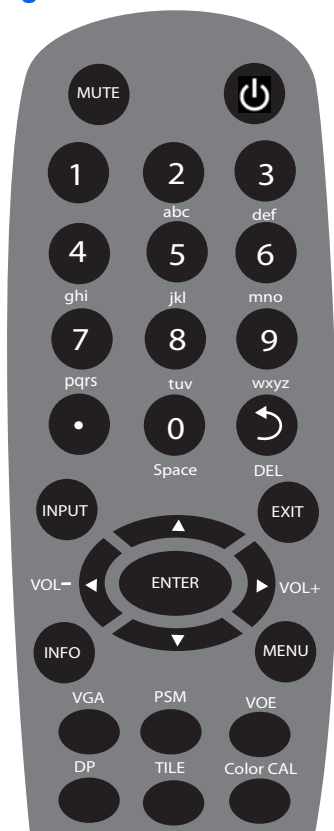 MUTE
1 2 3
abc def
4 5 6
ghi jkl mno
7 8 9
pqrs tuv wxyz
0
Space DEL
INPUT EXIT
VOL- ENTER VOL+
INFO MENU
VGA PSM VOE
DP TILE Color CAL